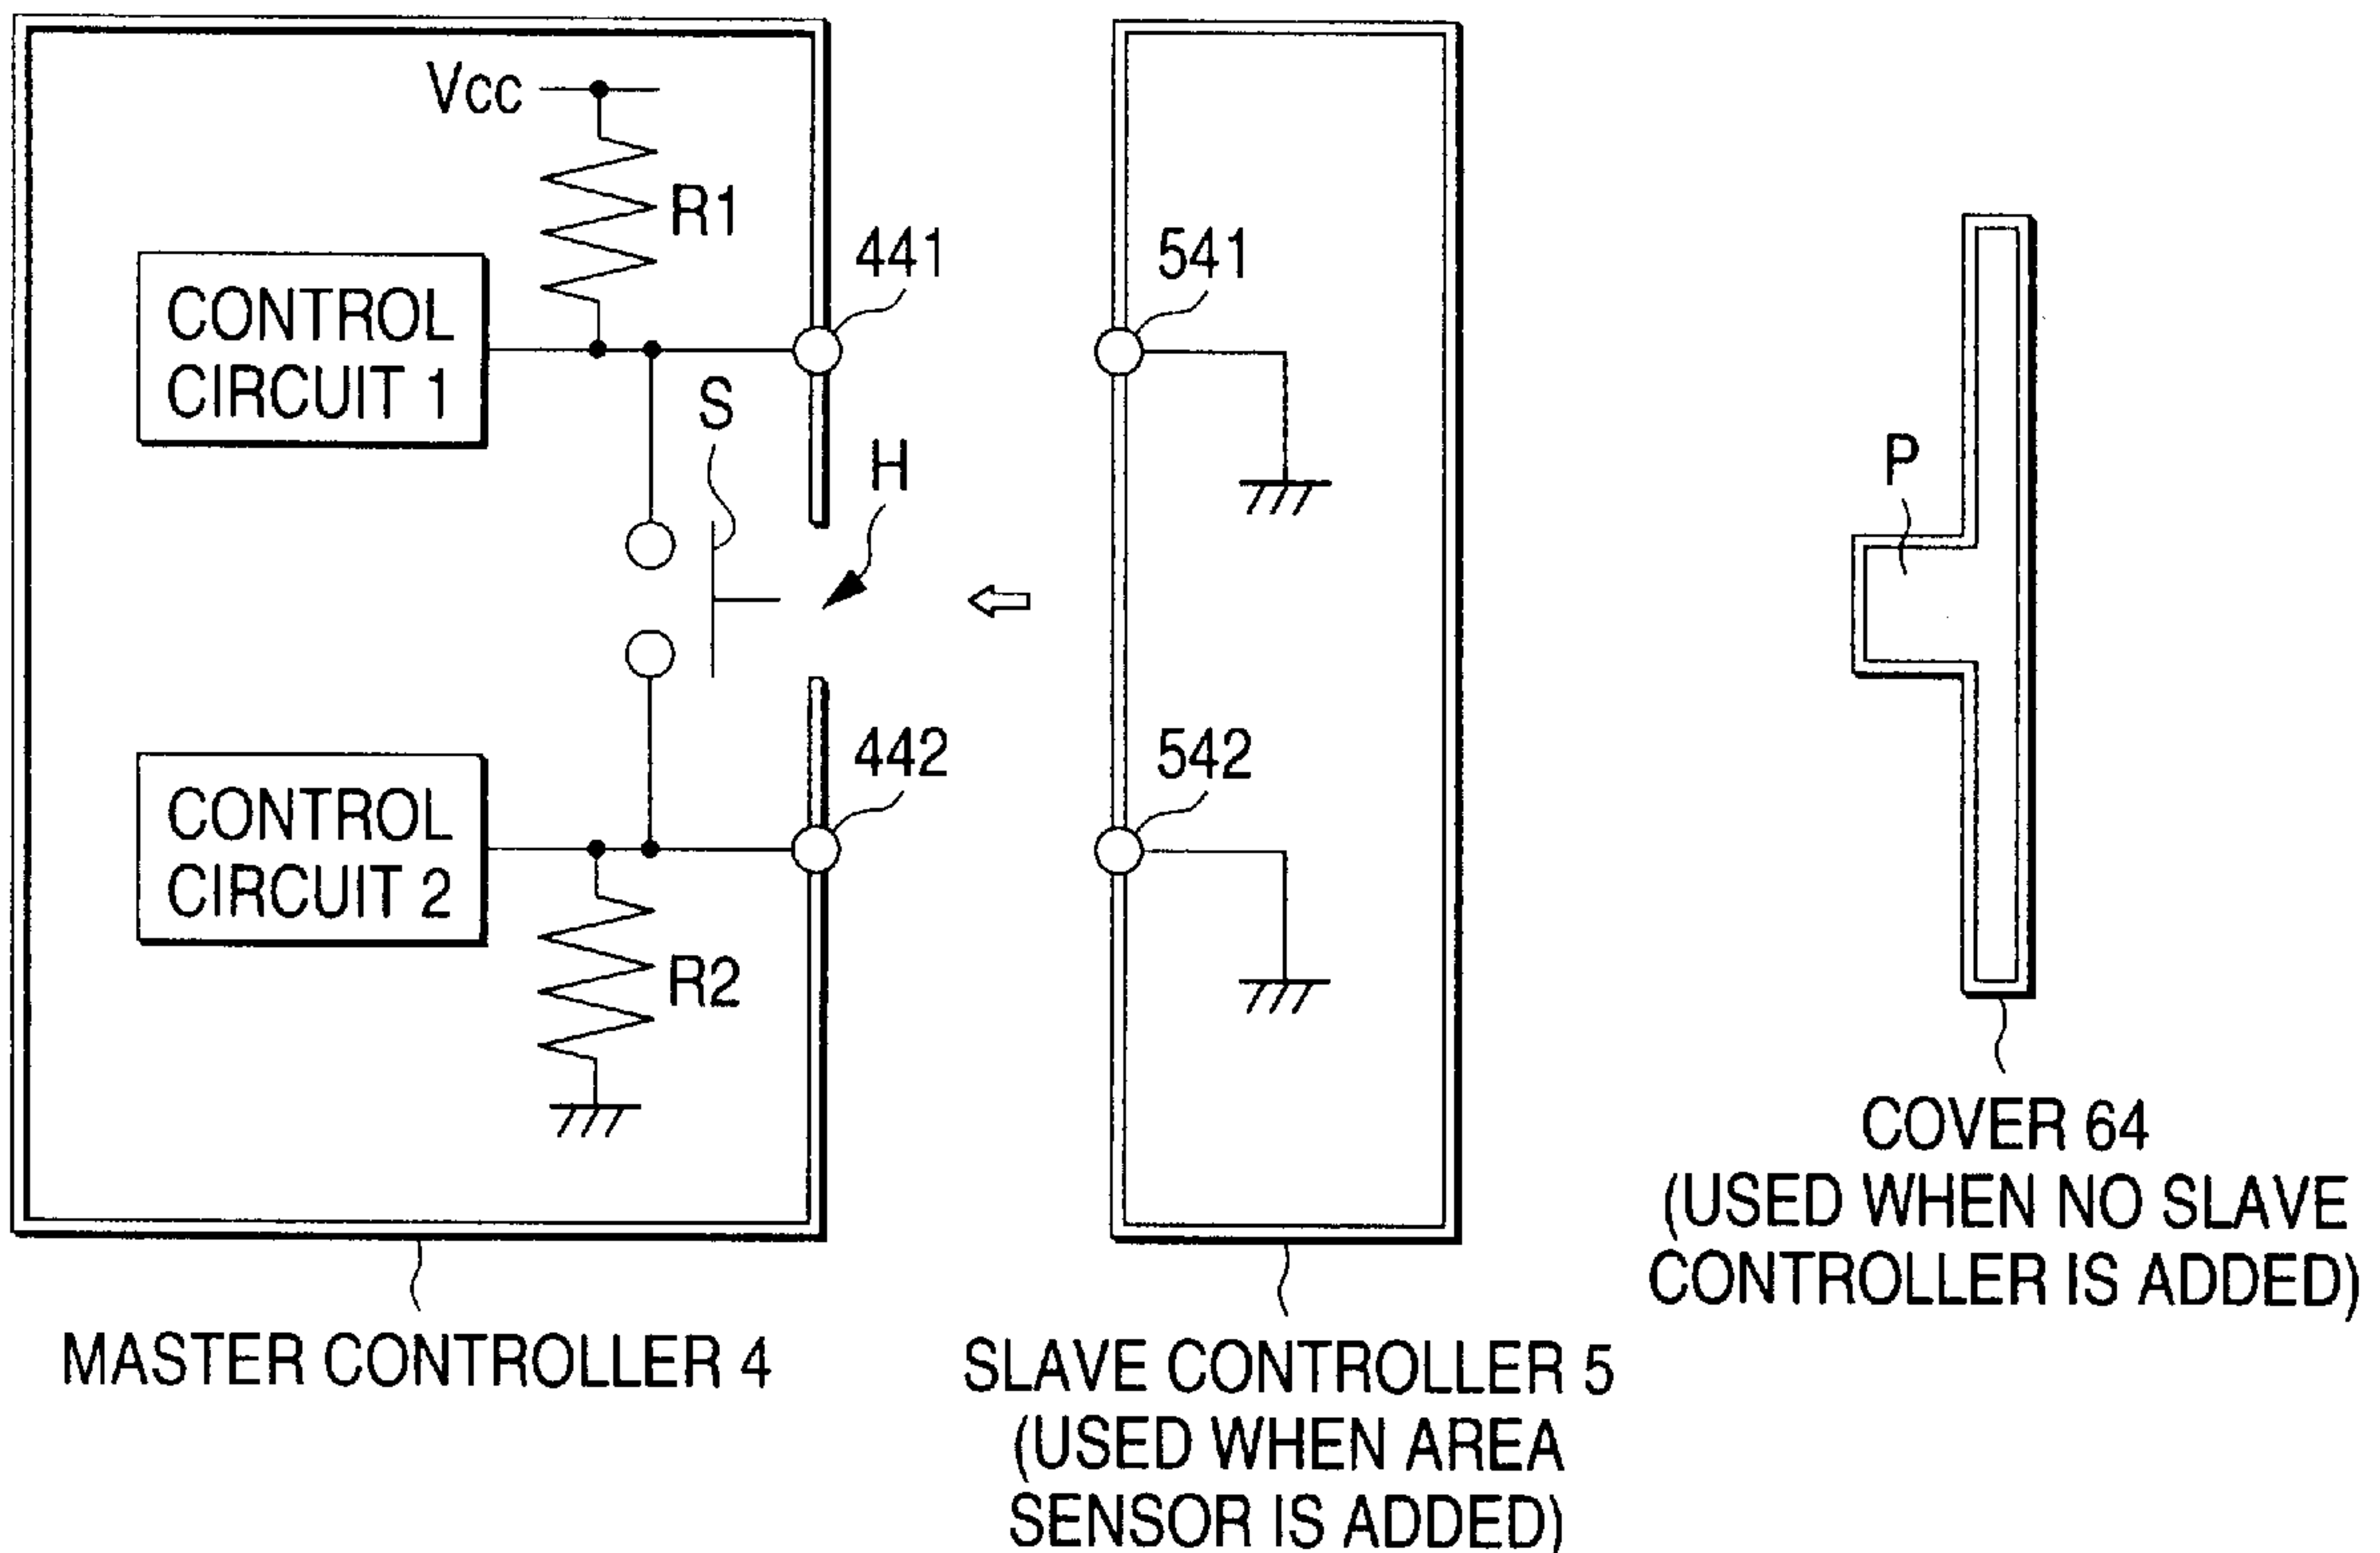 Vcc
R1
441
CONTROL
CIRCUIT 1
S
H
442
CONTROL
CIRCUIT 2
R2
MASTER CONTROLLER 4
541
542
SLAVE CONTROLLER 5
(USED WHEN AREA
SENSOR IS ADDED)
P
COVER 64
(USED WHEN NO SLAVE
CONTROLLER IS ADDED)